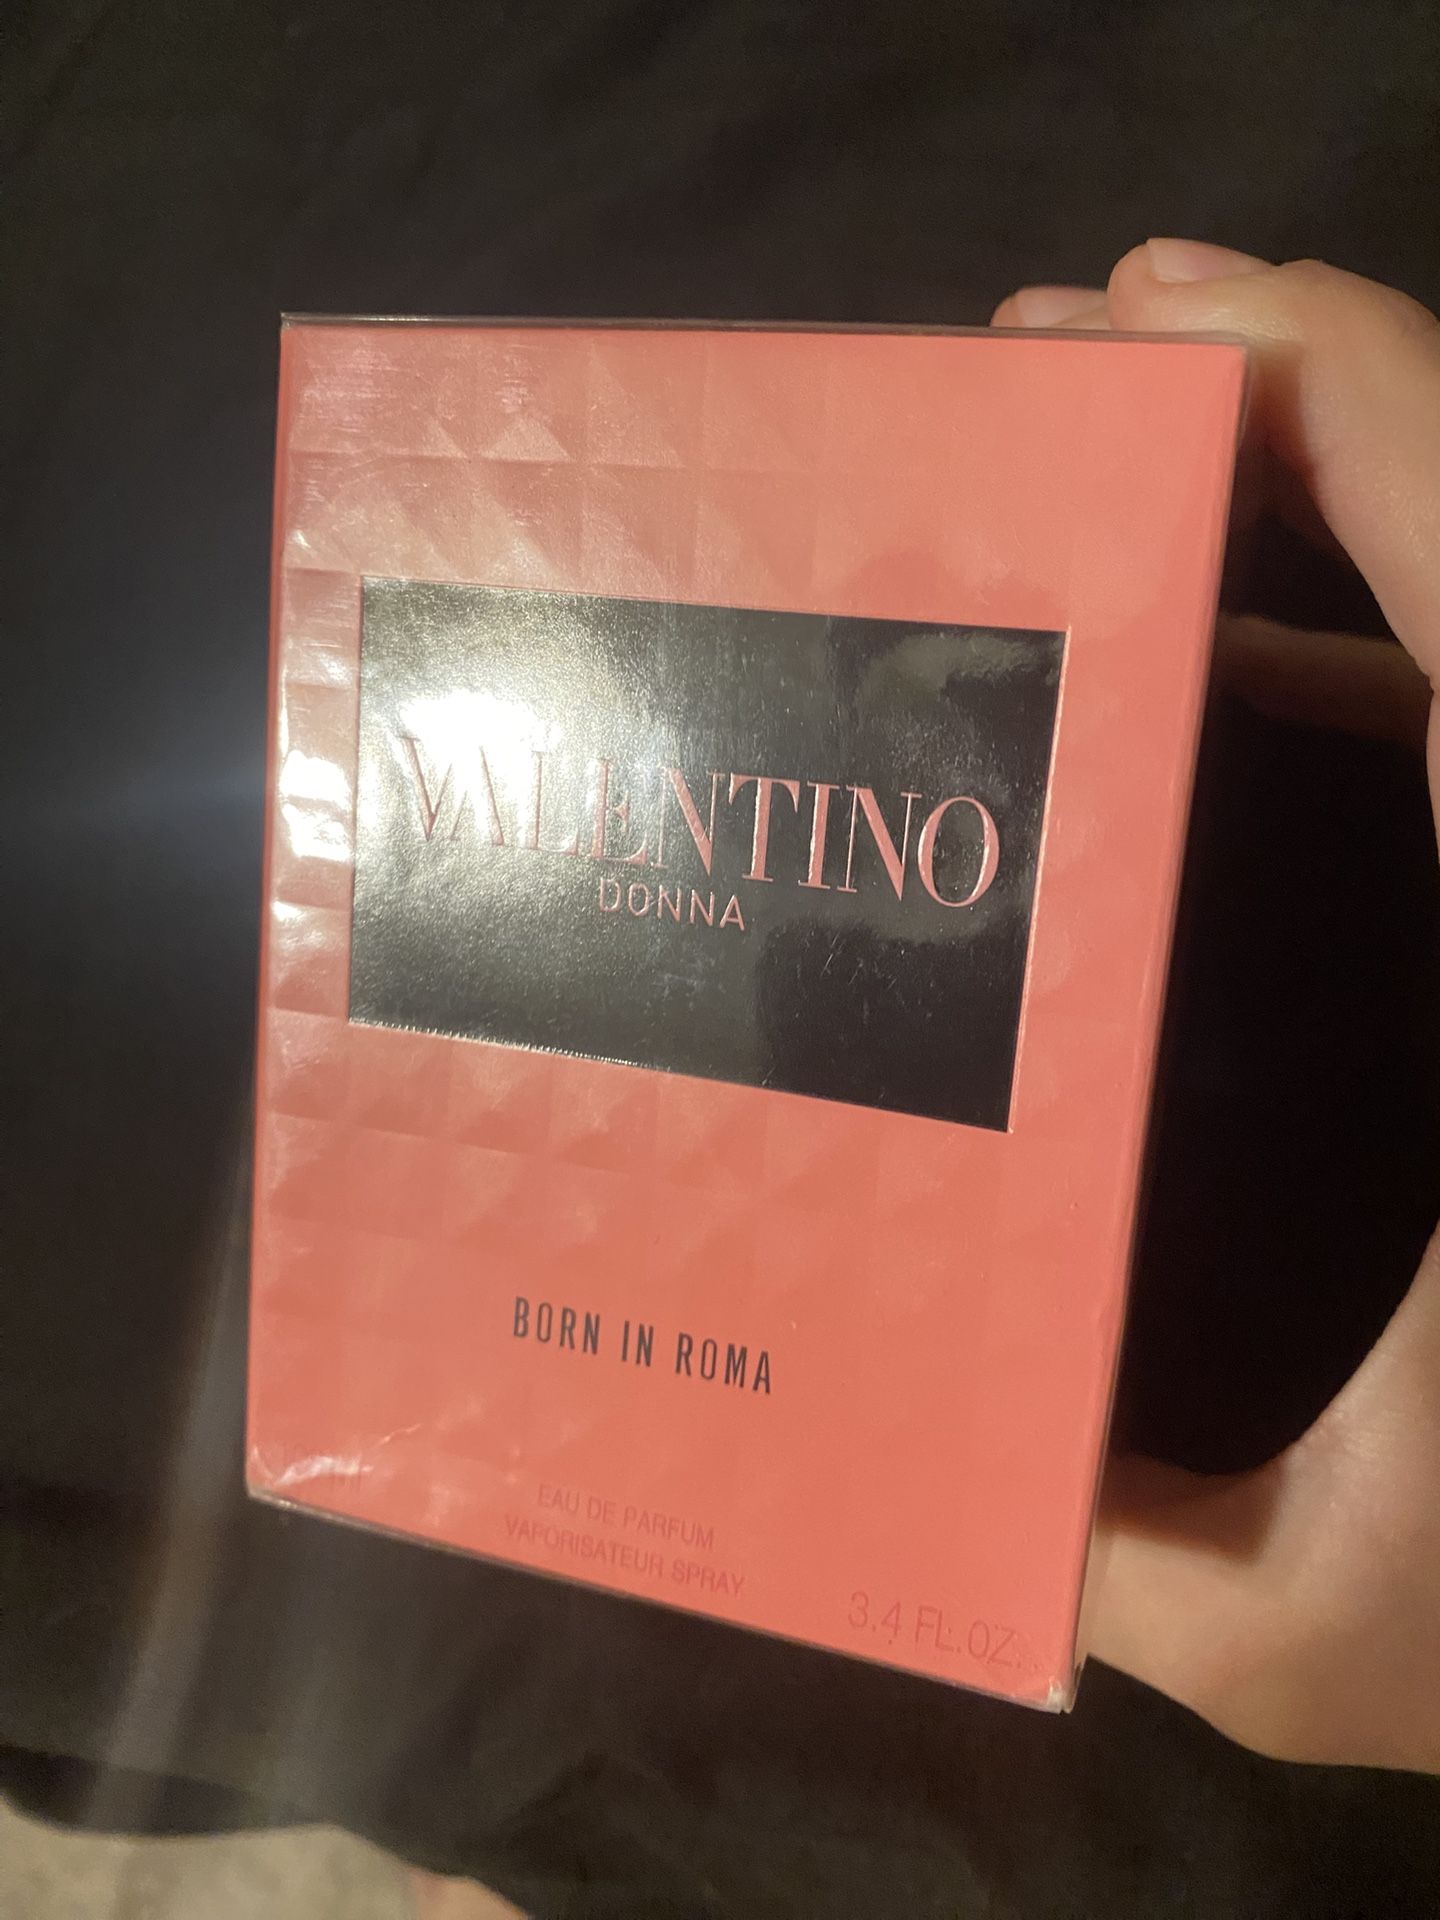 VALENTINO
DONNA
BORN IN ROMA
EAU DE PARFUM
VAPORISATEUR SPRAY
3.4 FL.OZ.